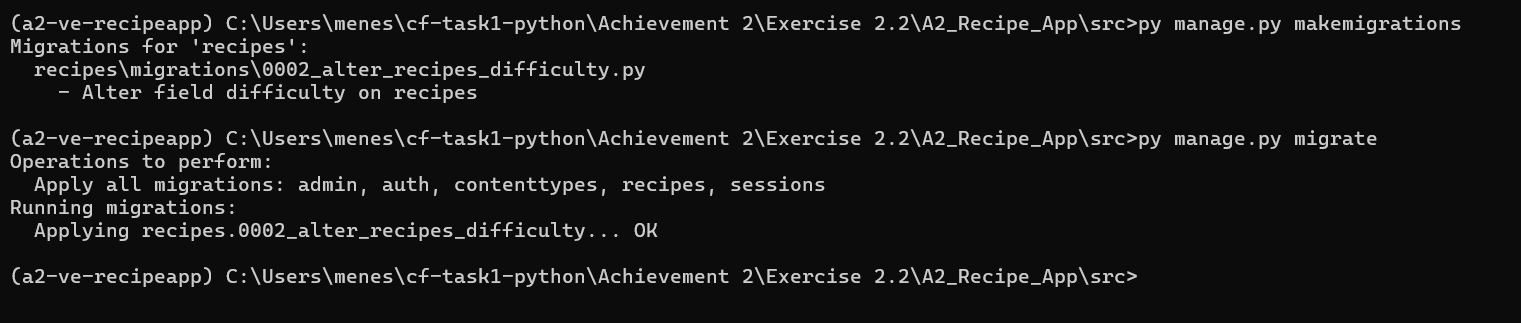 (a2-ve-recipeapp) C:\Users\menes\cf-task1-python\Achievement 2\Exercise 2.2\A2_Recipe_App\src>py manage.py makemigrations
Migrations for 'recipes':
  recipes\migrations\0002_alter_recipes_difficulty.py
    - Alter field difficulty on recipes

(a2-ve-recipeapp) C:\Users\menes\cf-task1-python\Achievement 2\Exercise 2.2\A2_Recipe_App\src>py manage.py migrate
Operations to perform:
  Apply all migrations: admin, auth, contenttypes, recipes, sessions
Running migrations:
  Applying recipes.0002_alter_recipes_difficulty... OK

(a2-ve-recipeapp) C:\Users\menes\cf-task1-python\Achievement 2\Exercise 2.2\A2_Recipe_App\src>